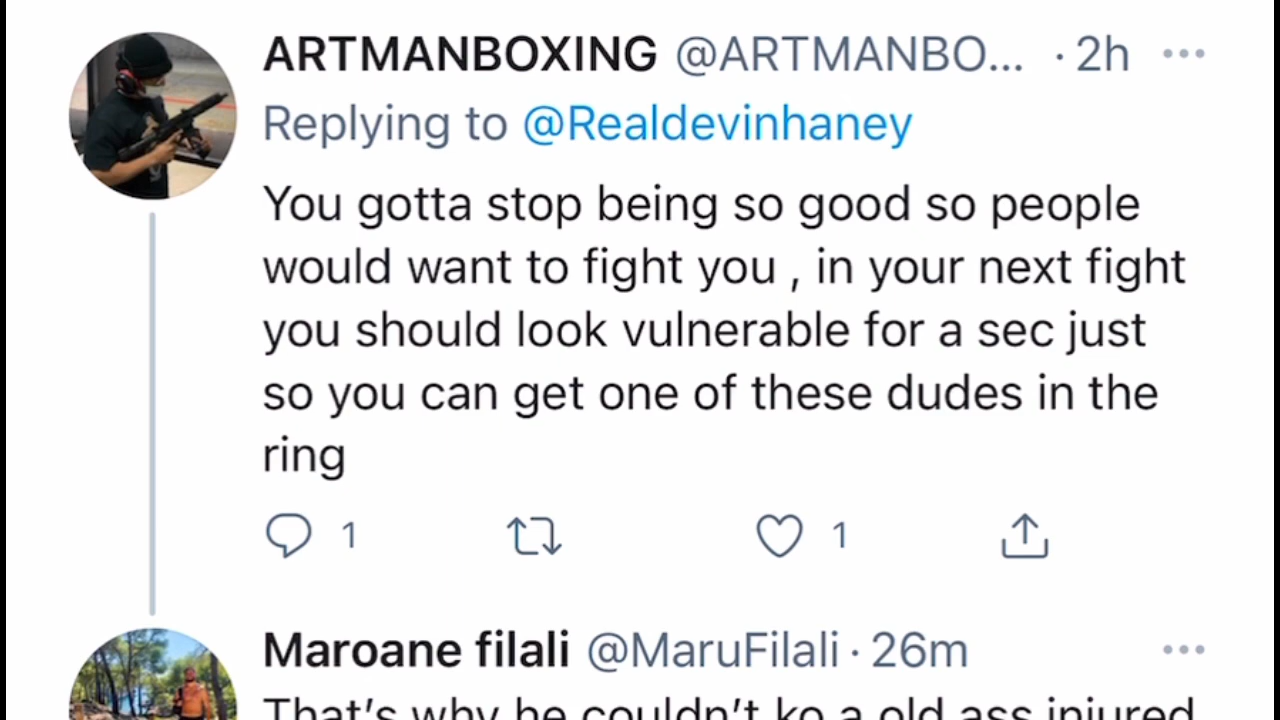 ARTMANBOXING @ARTMANBO... · 2h
Replying to @Realdevinhaney
You gotta stop being so good so people
would want to fight you , in your next fight
you should look vulnerable for a sec just
so you can get one of these dudes in the
ring
1 1
Maroane filali @MaruFilali · 26m
That's why he couldn't ko a old ass injured